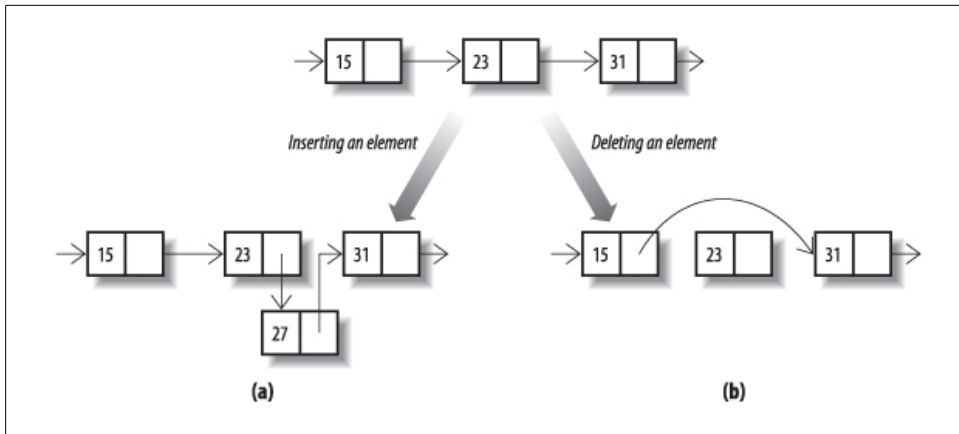 15 23 31
Inserting an element Deleting an element
15 23 31 15 23 31
27
(a) (b)